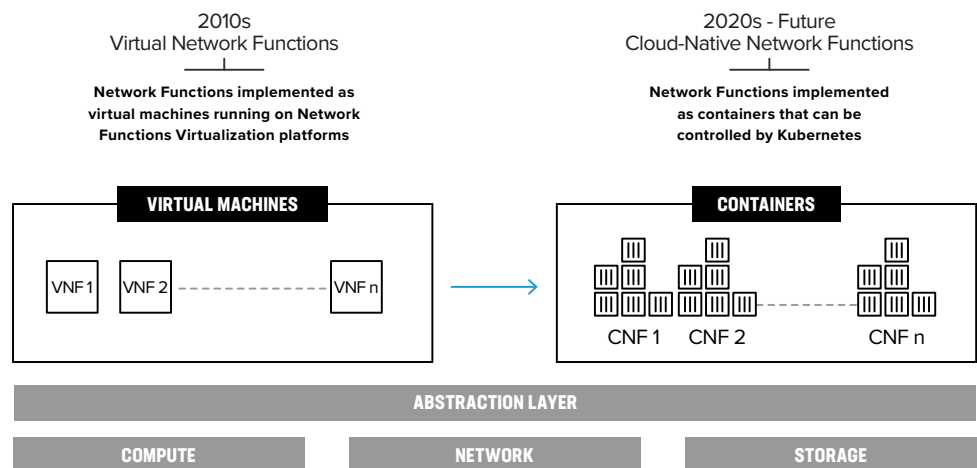 2010s
Virtual Network Functions
Network Functions implemented as
virtual machines running on Network
Functions Virtualization platforms
2020s - Future
Cloud-Native Network Functions
Network Functions implemented
as containers that can be
controlled by Kubernetes
VIRTUAL MACHINES
VNF 1
VNF 2
VNF n
CONTAINERS
CNF 1
CNF 2
CNF n
ABSTRACTION LAYER
COMPUTE
NETWORK
STORAGE